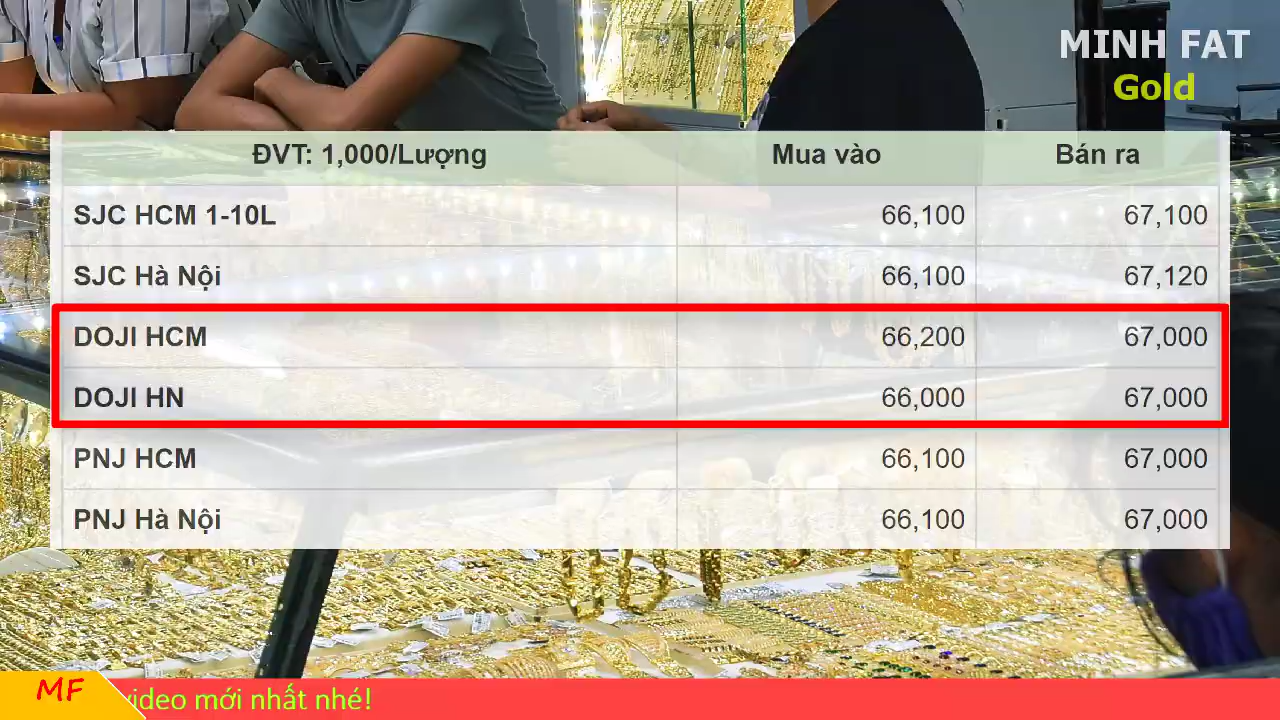 MINH FAT
Gold
ĐVT: 1,000/Lượng Mua vào Bán ra
SJC HCM 1-10L 66,100 67,100
SJC Hà Nội 66,100 67,120
DOJI HCM 66,200 67,000
DOJI HN 66,000 67,000
PNJ HCM 66,100 67,000
PNJ Hà Nội 66,100 67,000
MF video mới nhất nhé!